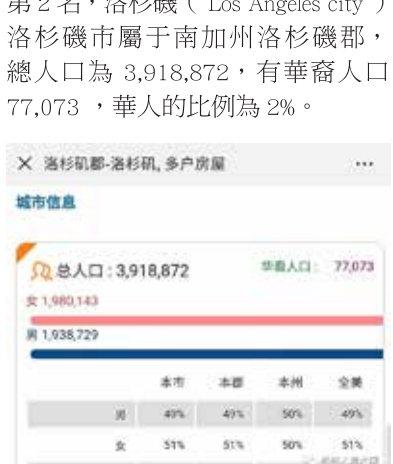 第 2 名，洛杉磯（ Los Angeles city ）
洛杉磯市屬于南加州洛杉磯郡，
總人口為 3,918,872，有華裔人口
77,073 ，華人的比例為 2%。
× 洛杉矶郡-洛杉矶, 多户房屋 ...
城市信息
总人口 : 3,918,872 华裔人口 : 77,073
女 1,980,143
男 1,938,729
本市 本郡 本州 全美
男 49% 49% 50% 49%
女 51% 51% 50% 51%